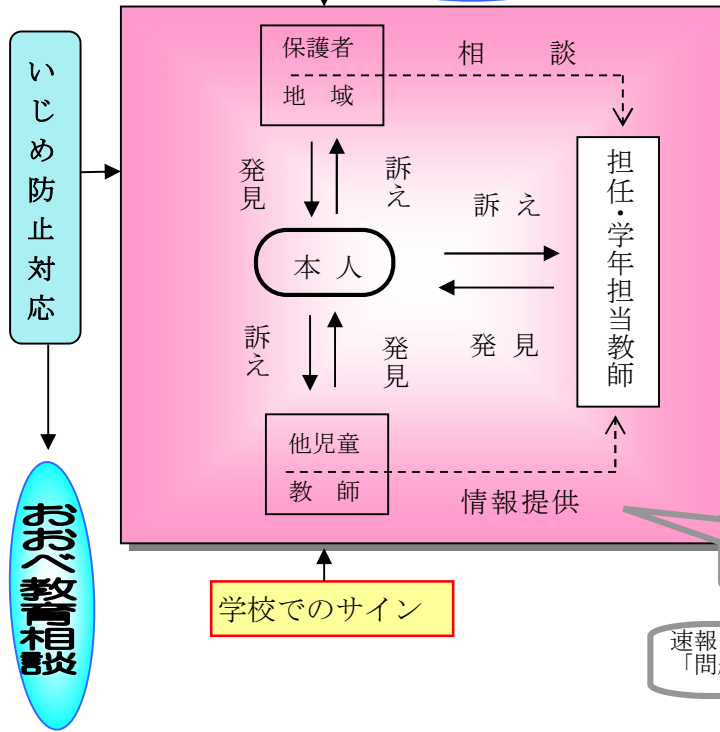 いじめ防止対応
保護者
地　域
相　　談
発見
訴え
訴 え
本 人
担任・学年担当教師
発 見
訴え
発見
他児童
教　師
情報提供
おおべ教育相談
学校でのサイン
速報
「問